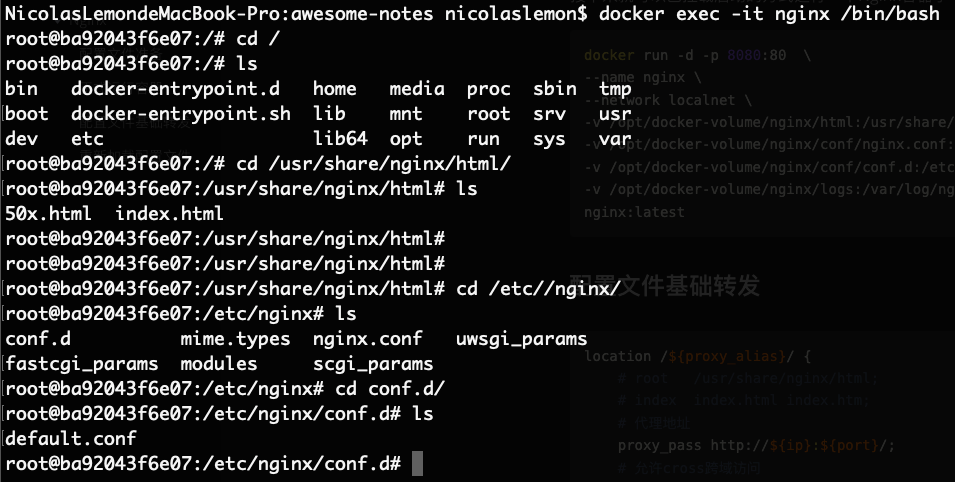 NicolasLemondeMacBook-Pro:awesome-notes nicolaslemon$ docker exec -it nginx /bin/bash
root@ba92043f6e07:/# cd /
root@ba92043f6e07:/# ls
bin   docker-entrypoint.d   home   media  proc  sbin  tmp
boot  docker-entrypoint.sh  lib    mnt    root  srv   usr
dev   etc                   lib64  opt    run   sys   var
root@ba92043f6e07:/# cd /usr/share/nginx/html/
root@ba92043f6e07:/usr/share/nginx/html# ls
50x.html  index.html
root@ba92043f6e07:/usr/share/nginx/html#
root@ba92043f6e07:/usr/share/nginx/html#
root@ba92043f6e07:/usr/share/nginx/html# cd /etc//nginx/
root@ba92043f6e07:/etc/nginx# ls
conf.d          mime.types  nginx.conf   uwsgi_params
fastcgi_params  modules     scgi_params
root@ba92043f6e07:/etc/nginx# cd conf.d/
root@ba92043f6e07:/etc/nginx/conf.d# ls
default.conf
root@ba92043f6e07:/etc/nginx/conf.d#
docker run -d -p 8080:80 \
--name nginx \
--network localnet \
-v /opt/docker-volume/nginx/html:/usr/share/
-v /opt/docker-volume/nginx/conf/nginx.conf:
-v /opt/docker-volume/nginx/conf/conf.d:/etc
-v /opt/docker-volume/nginx/logs:/var/log/ng
nginx:latest
配置文件基础转发
location /${proxy_alias}/ {
# root   /usr/share/nginx/html;
# index  index.html index.htm;
# 代理地址
proxy_pass http://${ip}:${port}/;
# 允许cross跨域访问